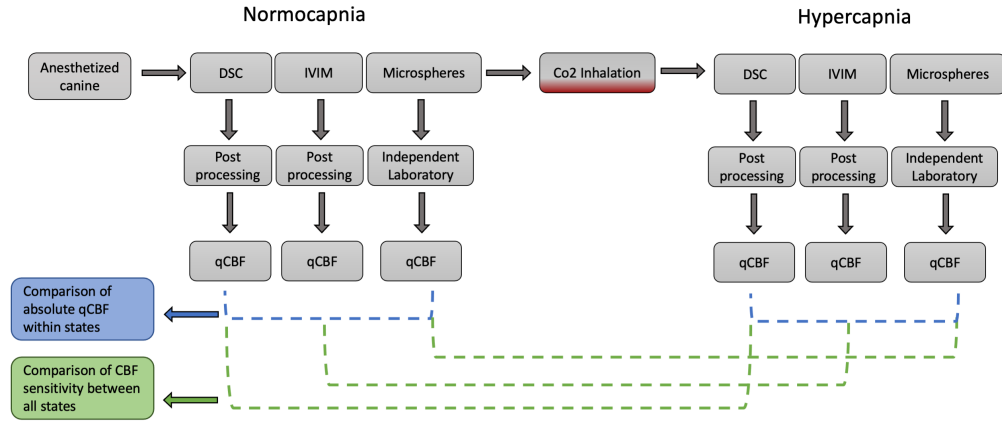 Normocapnia
Hypercapnia
Anesthetized
canine
DSC
IVIM
Microspheres
Co2 Inhalation
DSC
IVIM
Microspheres
Post
processing
Post
processing
Independent
Laboratory
Post
processing
Post
processing
Independent
Laboratory
qCBF
qCBF
qCBF
qCBF
qCBF
qCBF
Comparison of
absolute qCBF
within states
Comparison of CBF
sensitivity between
all states